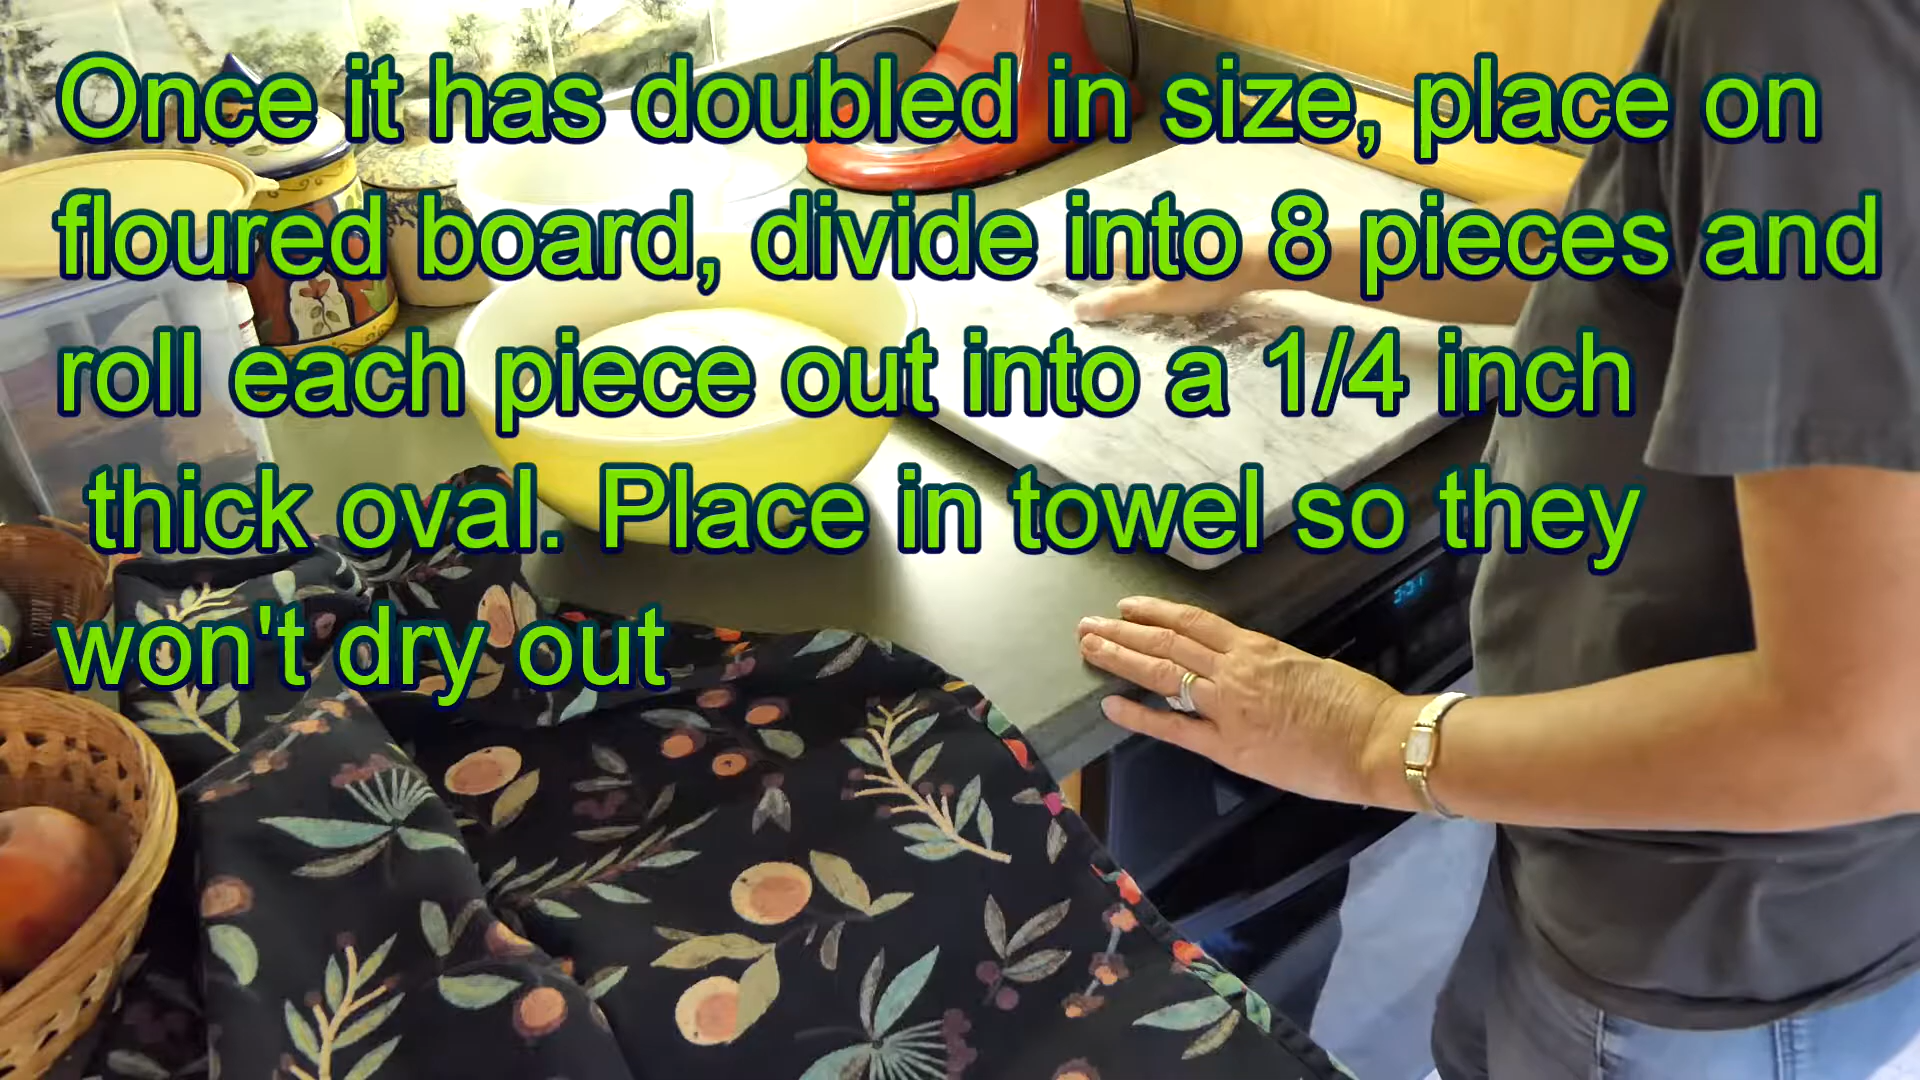 Once it has doubled in size, place on
floured board, divide into 8 pieces and
roll each piece out into a 1/4 inch
thick oval. Place in towel so they
won't dry out